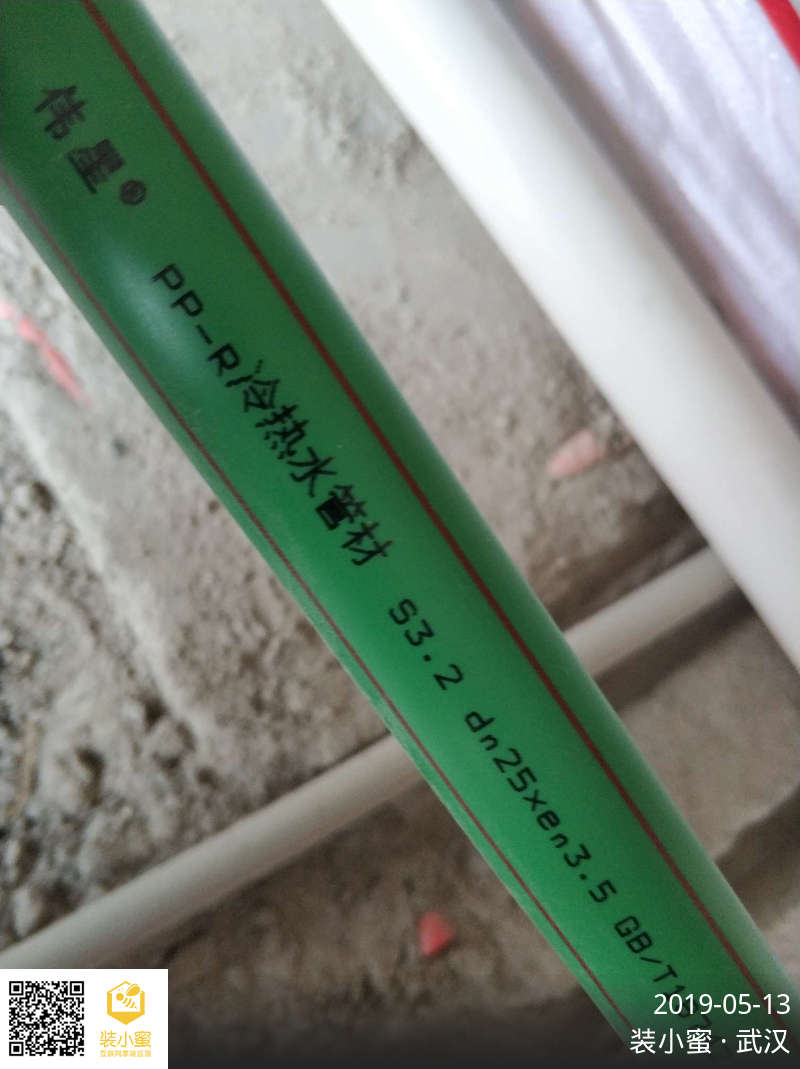 伟星®
PP-R冷热水管材 S3.2 dn25xen3.5 GB/T
2019-05-13
装小蜜 · 武汉
装小蜜